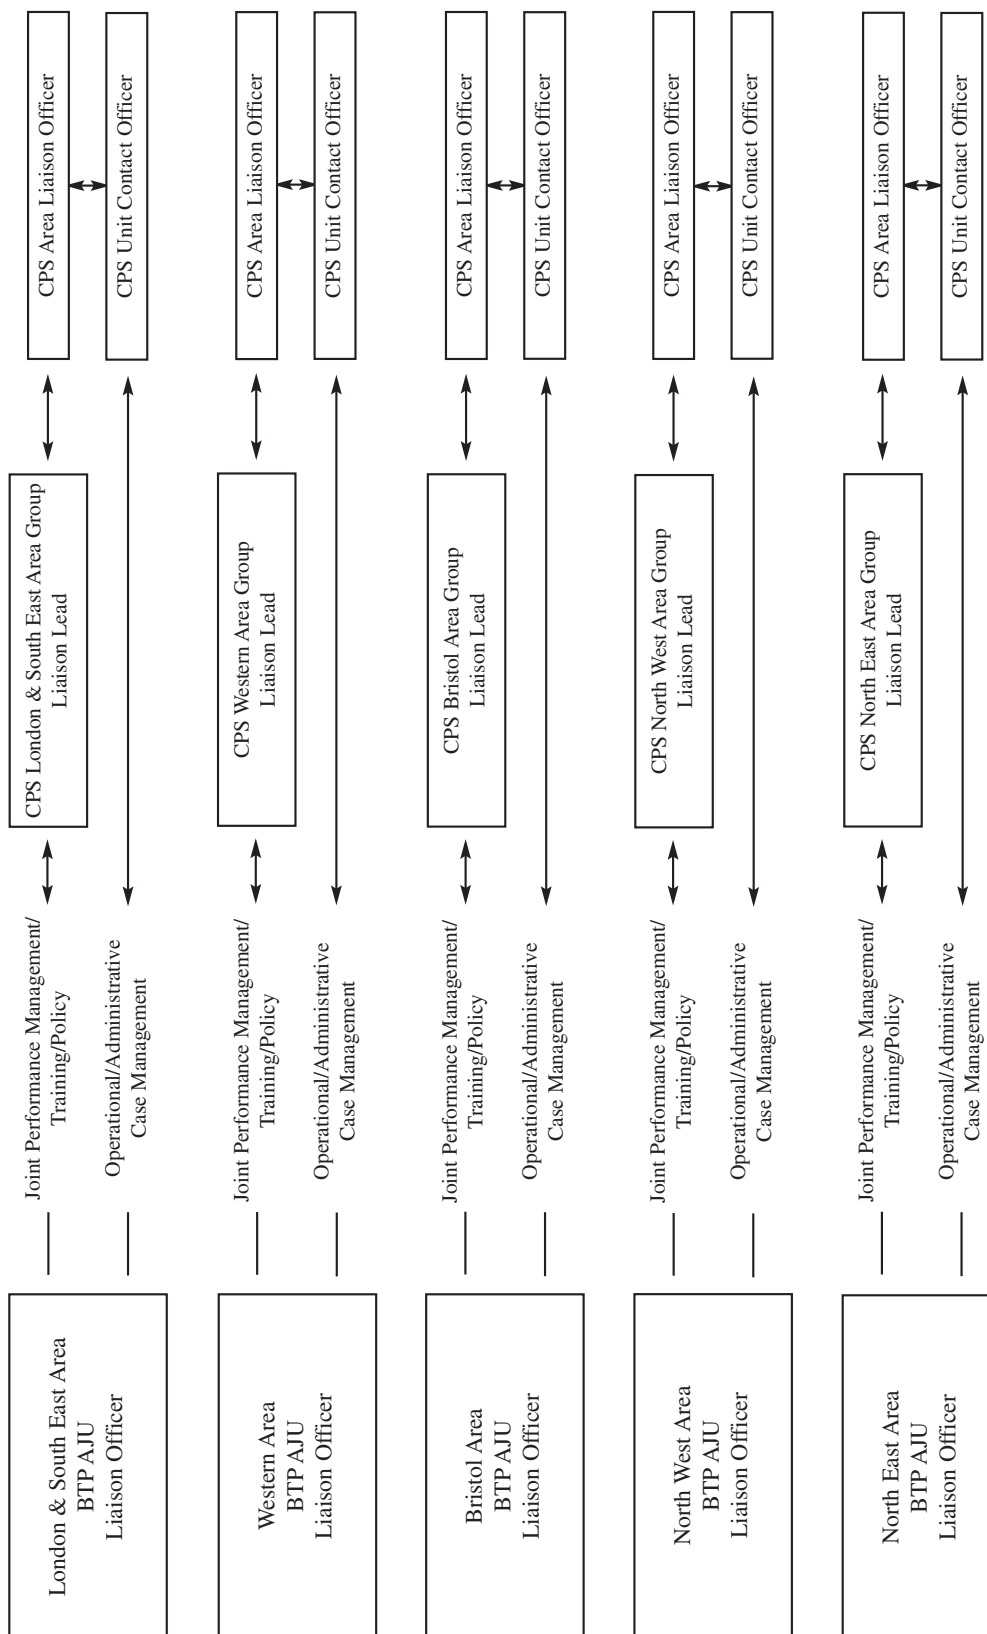 London & South East Area
BTP AJU
Liaison Officer
Joint Performance Management/
Training/Policy
Operational/Administrative
Case Management
CPS London & South East Area Group
Liaison Lead
CPS Area Liaison Officer
CPS Unit Contact Officer
Western Area
BTP AJU
Liaison Officer
Joint Performance Management/
Training/Policy
Operational/Administrative
Case Management
CPS Western Area Group
Liaison Lead
CPS Area Liaison Officer
CPS Unit Contact Officer
Bristol Area
BTP AJU
Liaison Officer
Joint Performance Management/
Training/Policy
Operational/Administrative
Case Management
CPS Bristol Area Group
Liaison Lead
CPS Area Liaison Officer
CPS Unit Contact Officer
North West Area
BTP AJU
Liaison Officer
Joint Performance Management/
Training/Policy
Operational/Administrative
Case Management
CPS North West Area Group
Liaison Lead
CPS Area Liaison Officer
CPS Unit Contact Officer
North East Area
BTP AJU
Liaison Officer
Joint Performance Management/
Training/Policy
Operational/Administrative
Case Management
CPS North East Area Group
Liaison Lead
CPS Area Liaison Officer
CPS Unit Contact Officer